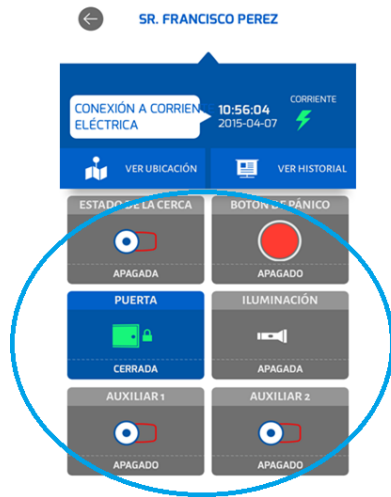 SR. FRANCISCO PEREZ
CONEXIÓN A CORRIEN
ELÉCTRICA
10:56:04
2015-04-07
CORRIENTE
VER UBICACIÓN
VER HISTORIAL
ESTADO DE LA CERCA
BOTON DE PÁNICO
APAGADA
APAGADO
PUERTA
ILUMINACIÓN
CERRADA
APAGADA
AUXILIAR 1
AUXILIAR 2
APAGADO
APAGADO